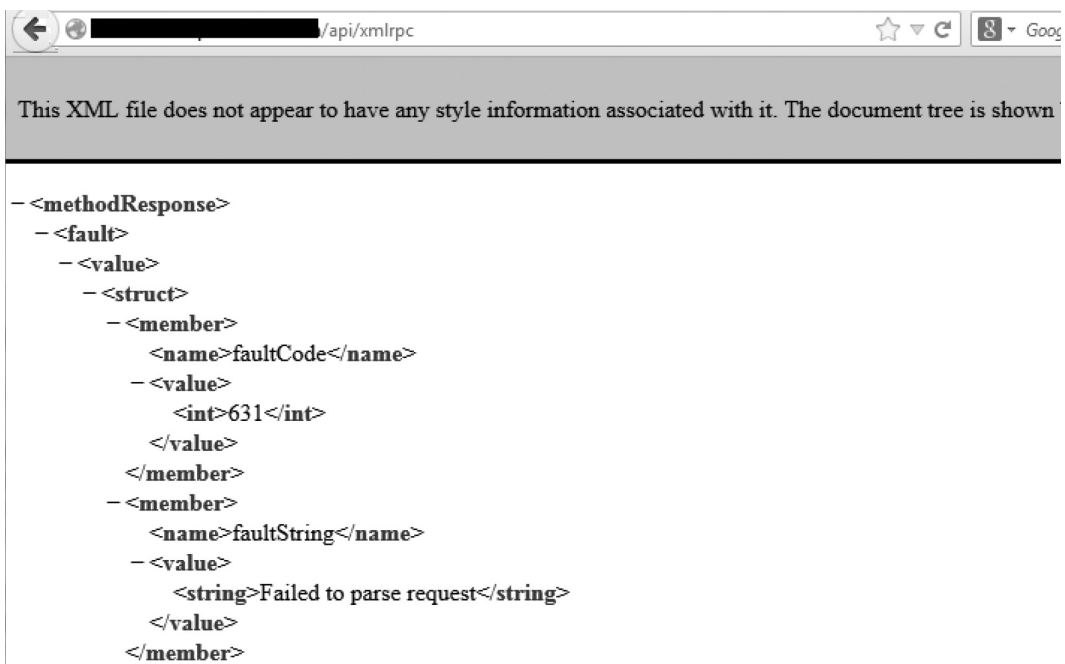 /api/xmlrpc
8 Goog
This XML file does not appear to have any style information associated with it. The document tree is shown
− <methodResponse>
− <fault>
− <value>
− <struct>
− <member>
<name>faultCode</name>
− <value>
<int>631</int>
</value>
</member>
− <member>
<name>faultString</name>
− <value>
<string>Failed to parse request</string>
</value>
</member>